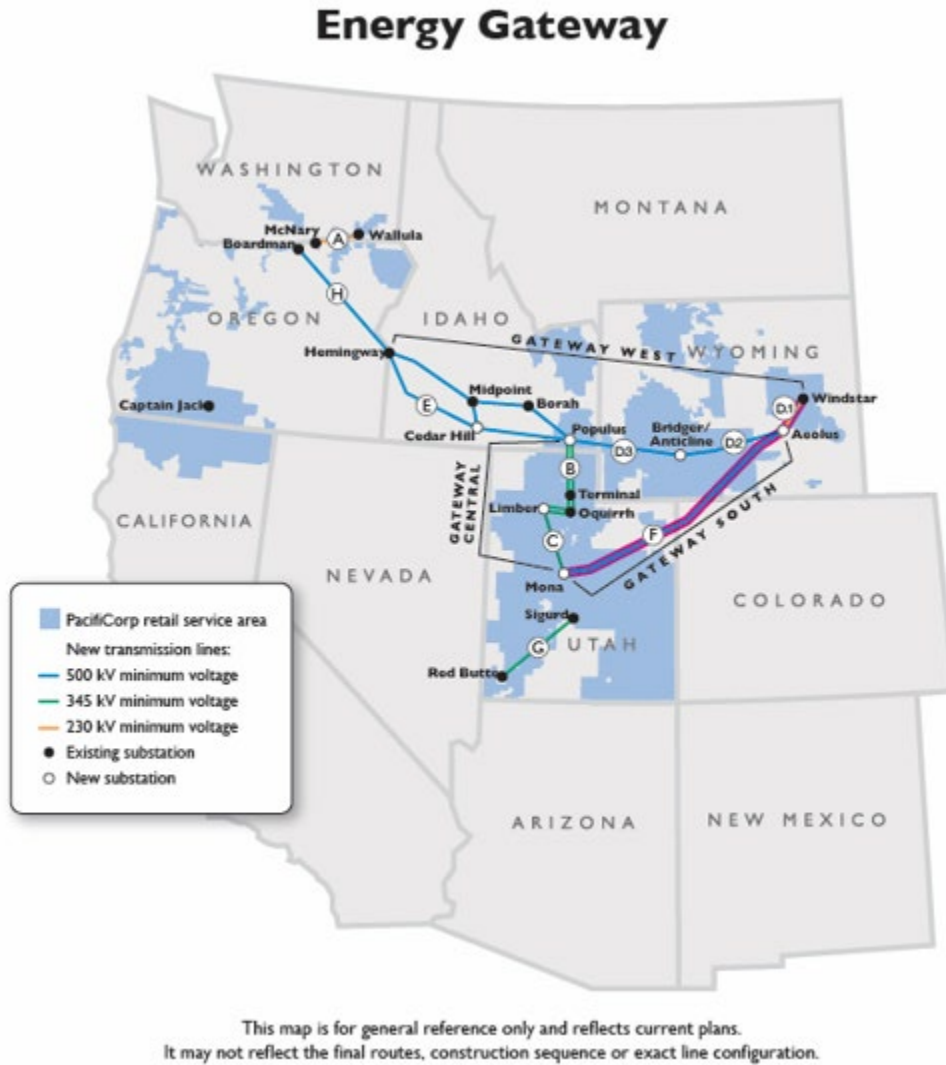 Energy Gateway
WASHINGTON
MONTANA
McNary
A
Wallula
Boardman
H
OREGON
IDAHO
GATEWAY WEST
WYOMING
Hemingway
Midpoint
Windstar
D1
Captain Jack
E
Borah
Cedar Hill
Populus
Bridger/
Anticline
D2
Aeolus
D3
B
GATEWAY
CENTRAL
Terminal
Limber
Oquirrh
CALIFORNIA
C
F
GATEWAY SOUTH
NEVADA
Mona
COLORADO
Sigurd
UTAH
G
Red Butte
PacifiCorp retail service area
New transmission lines:
500 kV minimum voltage
345 kV minimum voltage
230 kV minimum voltage
Existing substation
New substation
ARIZONA
NEW MEXICO
This map is for general reference only and reflects current plans.
It may not reflect the final routes, construction sequence or exact line configuration.